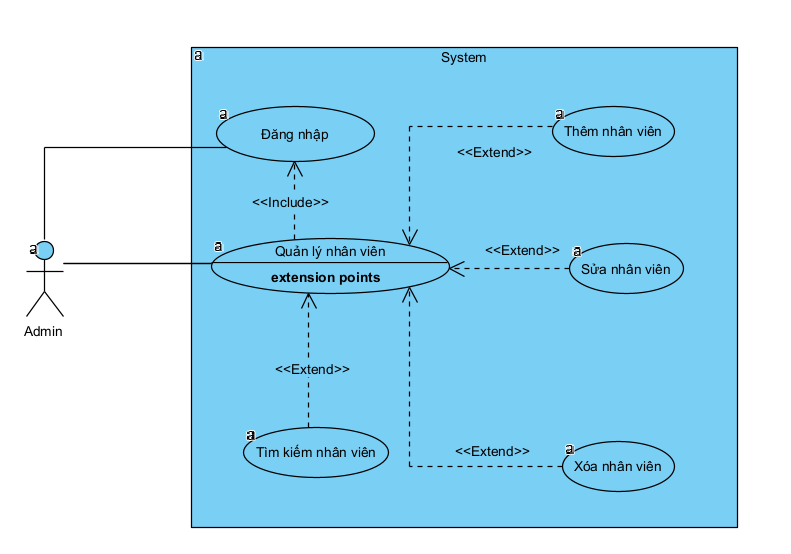 a
System
a
Đăng nhập
a
Thêm nhân viên
<<Extend>>
<<Include>>
a
Quản lý nhân viên
extension points
<<Extend>>
a
Sửa nhân viên
a
Admin
<<Extend>>
a
Tìm kiếm nhân viên
<<Extend>>
a
Xóa nhân viên